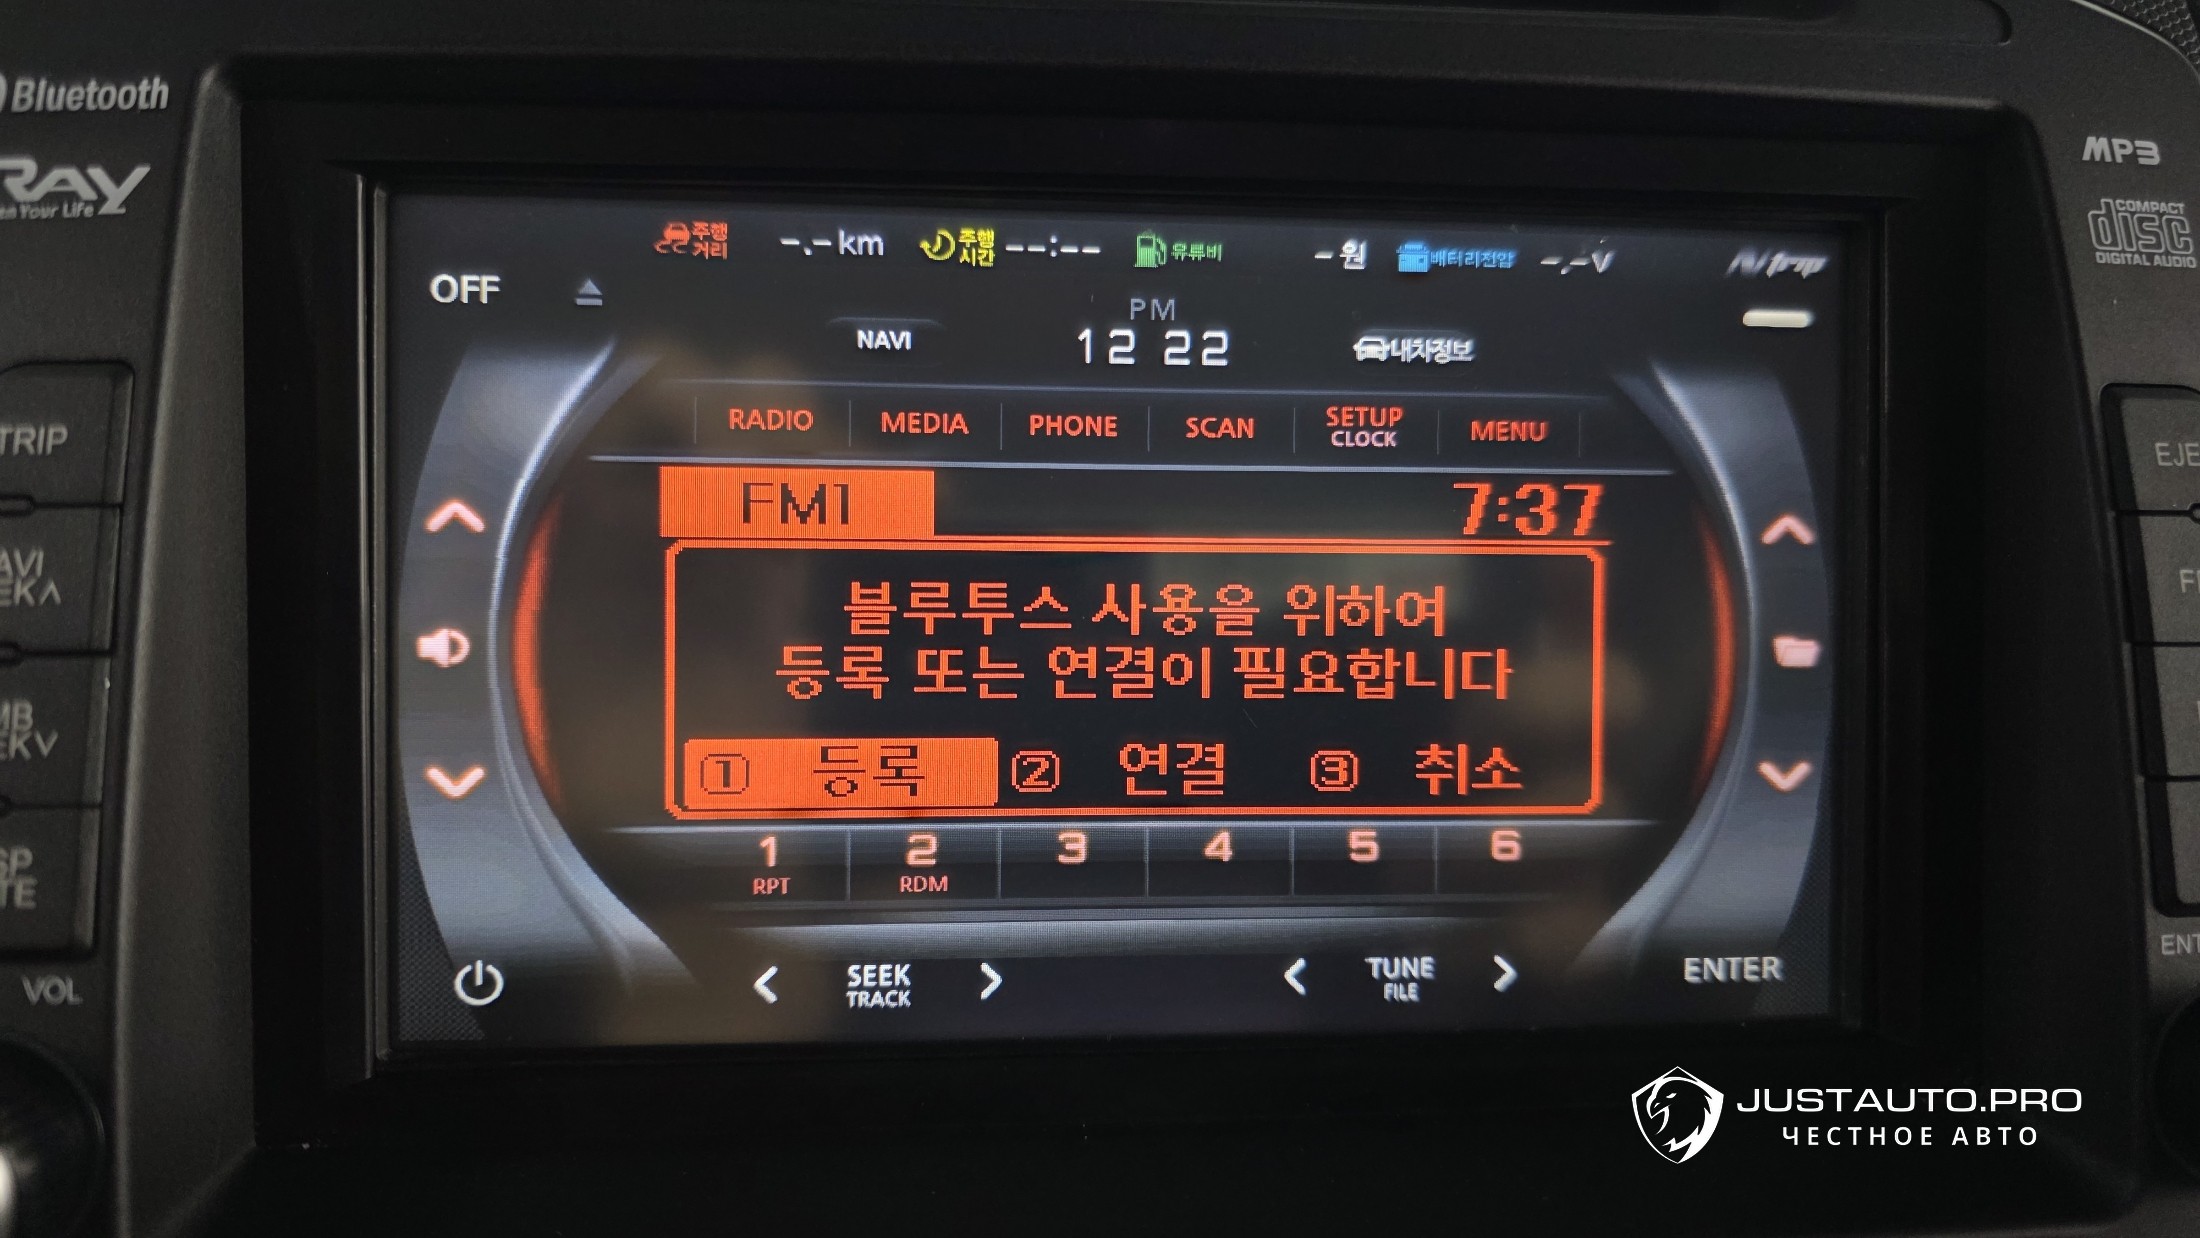 Bluetooth
RAY
Your Life
MP3
COMPACT
disc
DIGITAL AUDIO
주행
거리
-.- km
주행
시간
--:--
유류비
- 원
배터리전압
-.- V
OFF
PM
12 22
NAVI
내차정보
RADIO
MEDIA
PHONE
SCAN
SETUP
CLOCK
MENU
TRIP
FM1
7:37
블루투스 사용을 위하여
등록 또는 연결이 필요합니다
① 등록 ② 연결 ③ 취소
1
RPT
2
RDM
3
4
5
6
VOL
SEEK
TRACK
TUNE
FILE
ENTER
JUSTAUTO.PRO
ЧЕСТНОЕ АВТО